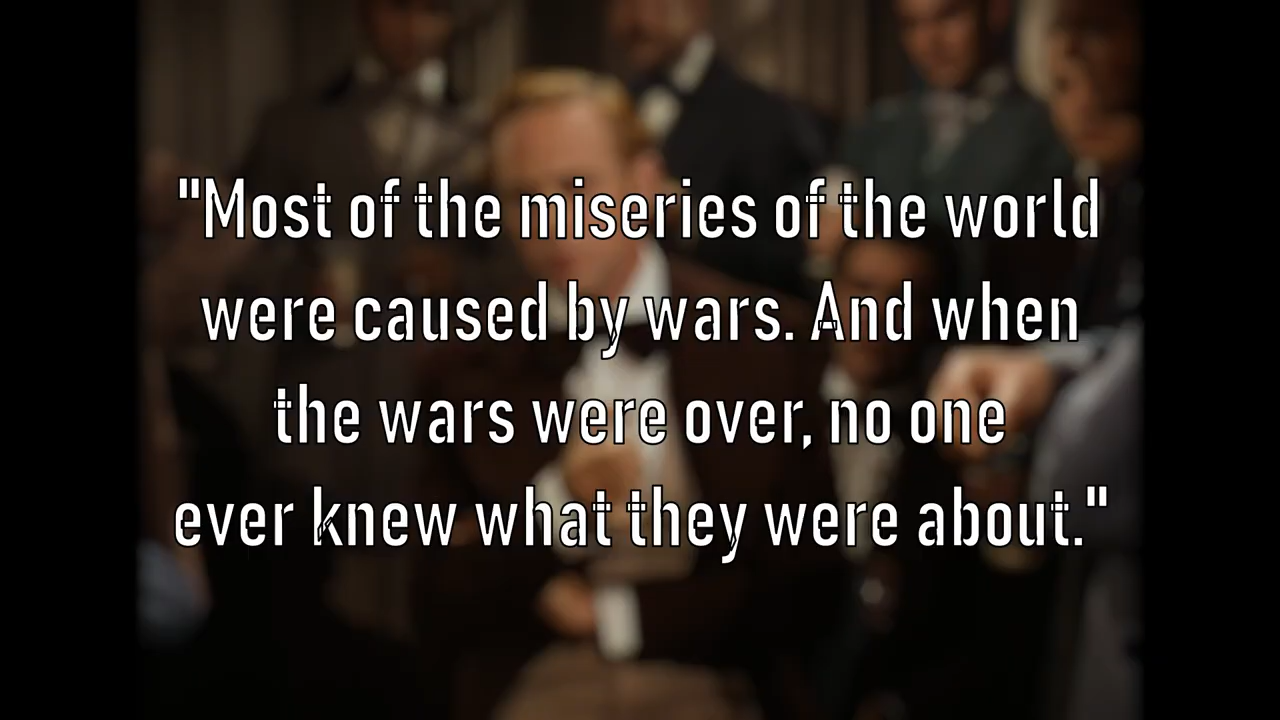 "Most of the miseries of the world
were caused by wars. And when
the wars were over, no one
ever knew what they were about."